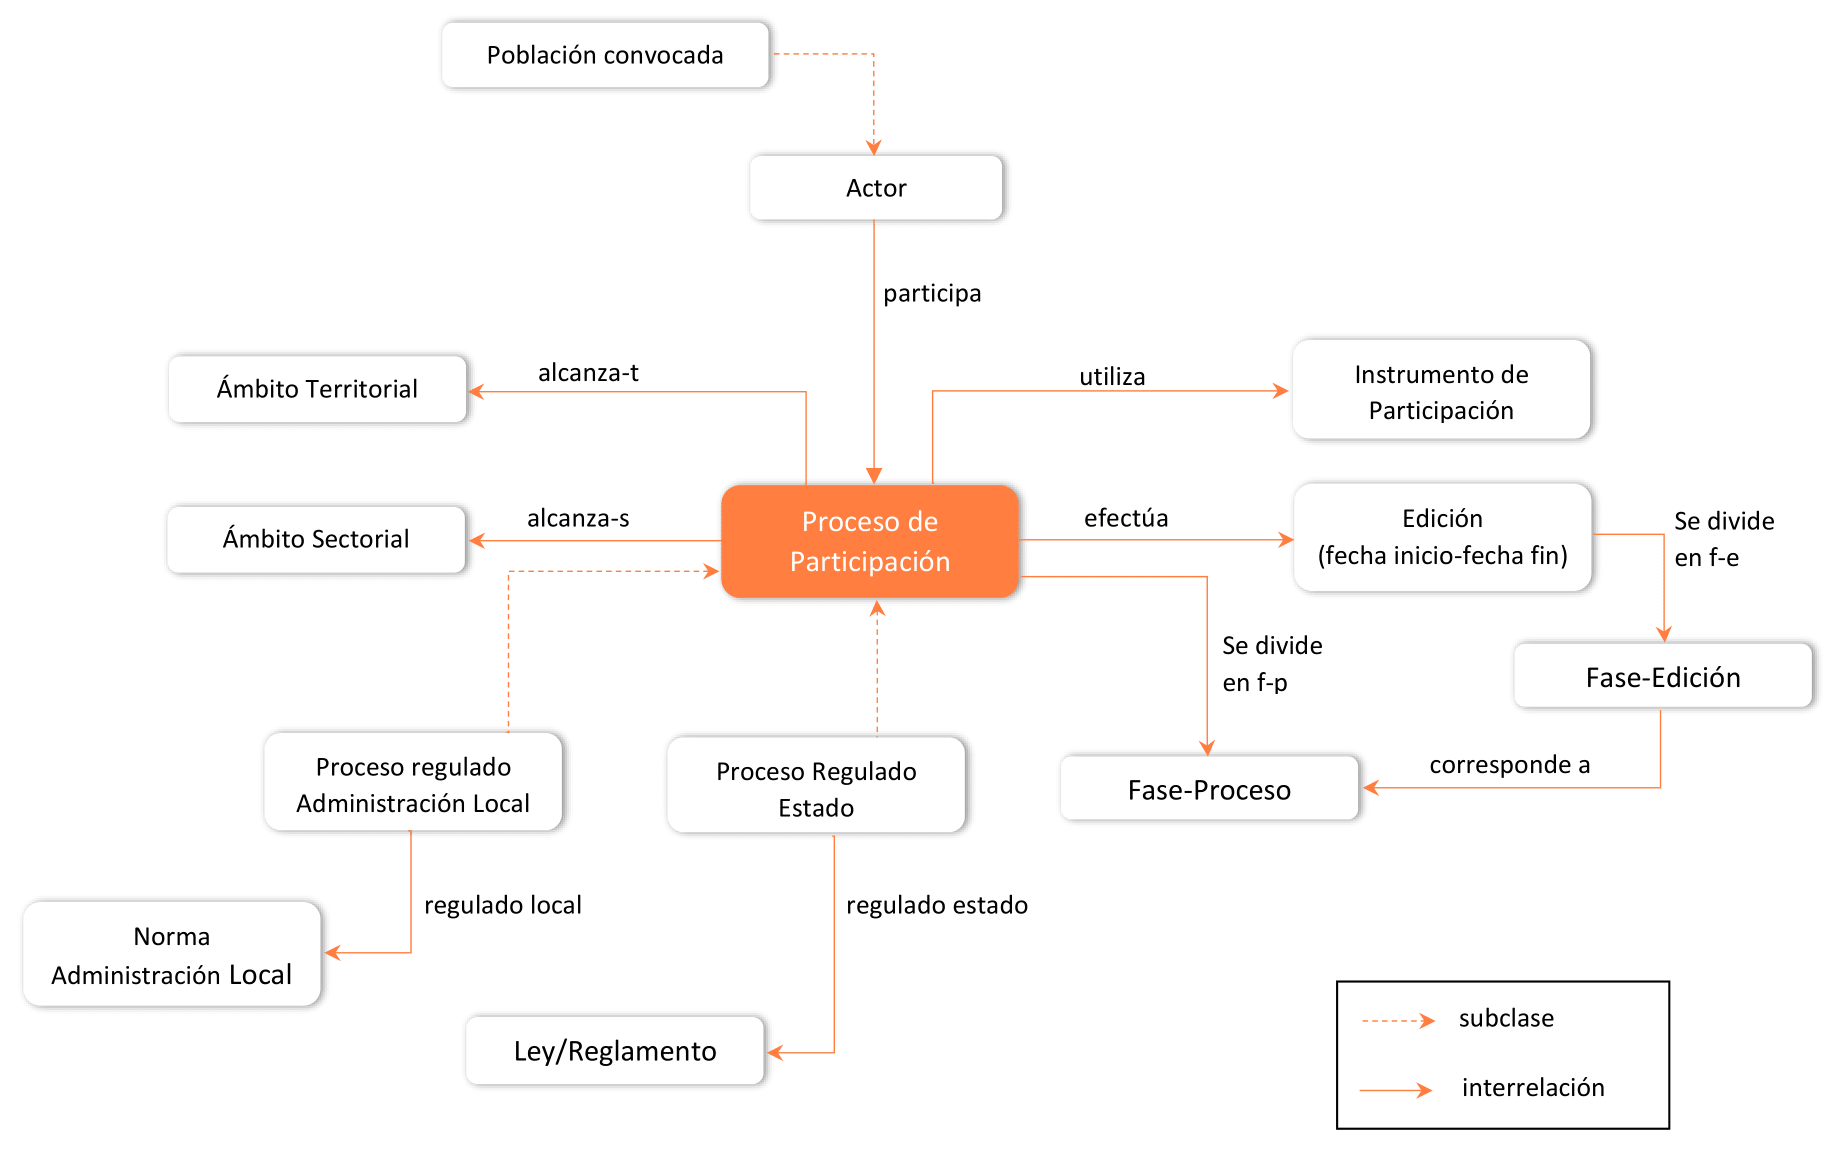 Población convocada
Actor
participa
Ámbito Territorial
alcanza-t
utiliza
Instrumento de
Participación
Ámbito Sectorial
alcanza-s
Proceso de
Participación
efectúa
Edición
(fecha inicio-fecha fin)
Se divide
en f-e
Se divide
en f-p
Fase-Edición
Proceso regulado
Administración Local
Proceso Regulado
Estado
Fase-Proceso
corresponde a
regulado local
regulado estado
Norma
Administración Local
Ley/Reglamento
subclase
interrelación